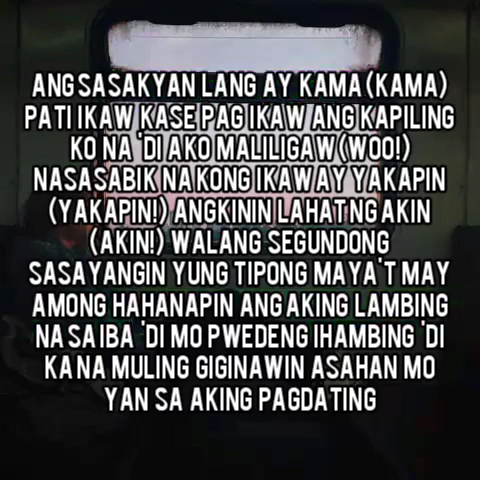 ANG SASAKYAN LANG AY KAMA (KAMA)
PATI IKAW KASE PAG IKAW ANG KAPILING
KO NA 'DI AKO MALILIGAW (WOO!)
NASASABIK NA KONG IKAW AY YAKAPIN
(YAKAPIN!) ANGKININ LAHAT NG AKIN
(AKIN!) WALANG SEGUNDONG
SASAYANGIN YUNG TIPONG MAYA'T MAY
AMONG HAHANAPIN ANG AKING LAMBING
NA SA IBA 'DI MO PWEDENG IHAMBING 'DI
KA NA MULING GIGINAWIN ASAHAN MO
YAN SA AKING PAGDATING